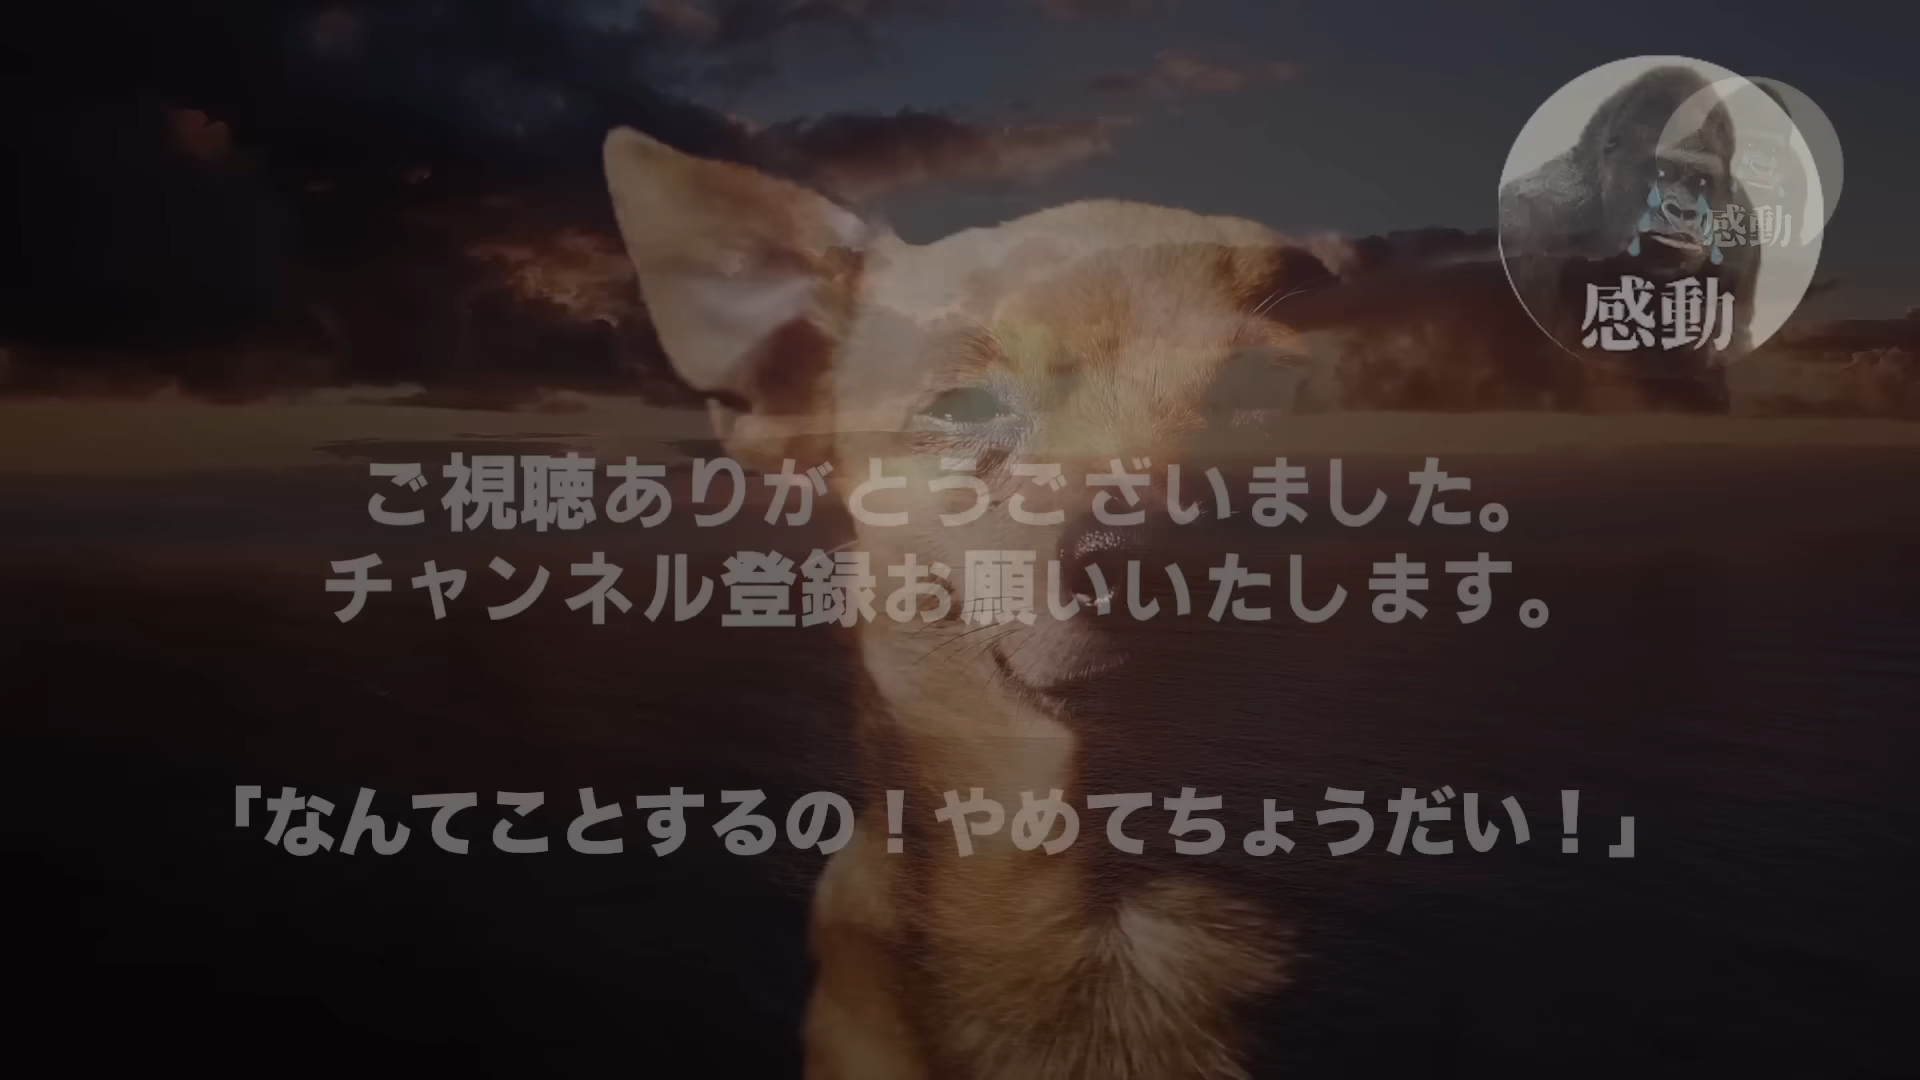 感動
感動
ご視聴ありがとうございました。
チャンネル登録お願いいたします。
「なんてことするの！やめてちょうだい！」